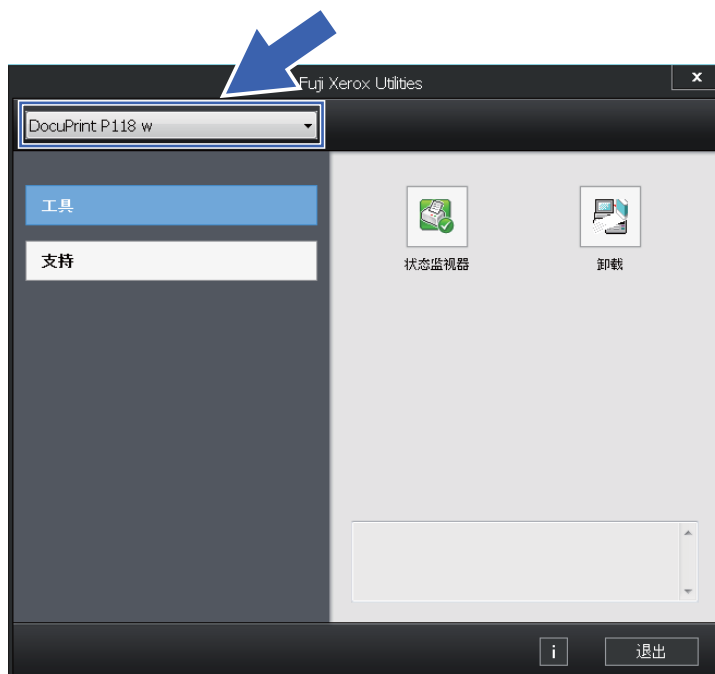 Fuji Xerox Utilities
x
DocuPrint P118 w
工具
支持
状态监视器
卸载
i
退出